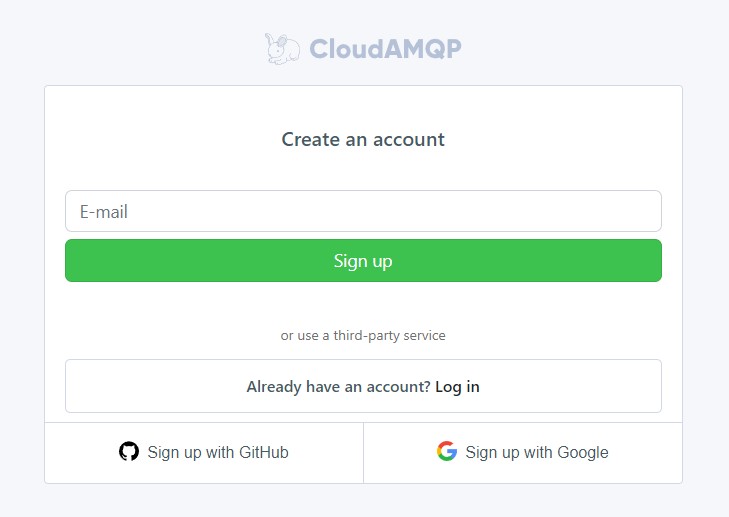 CloudAMQP
Create an account
E-mail
Sign up
or use a third-party service
Already have an account? Log in
Sign up with GitHub
Sign up with Google